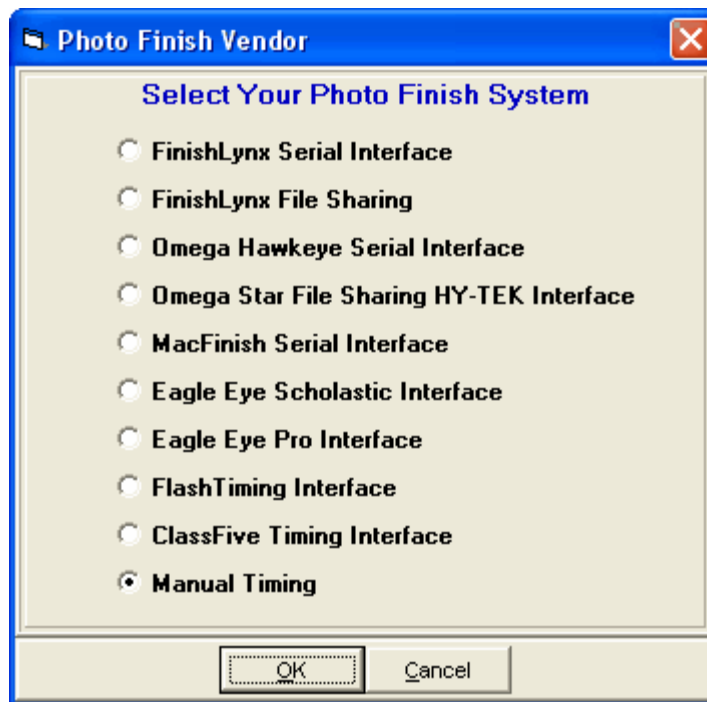 Photo Finish Vendor
Select Your Photo Finish System
FinishLynx Serial Interface
FinishLynx File Sharing
Omega Hawkeye Serial Interface
Omega Star File Sharing HY-TEK Interface
MacFinish Serial Interface
Eagle Eye Scholastic Interface
Eagle Eye Pro Interface
FlashTiming Interface
ClassFive Timing Interface
Manual Timing
OK Cancel